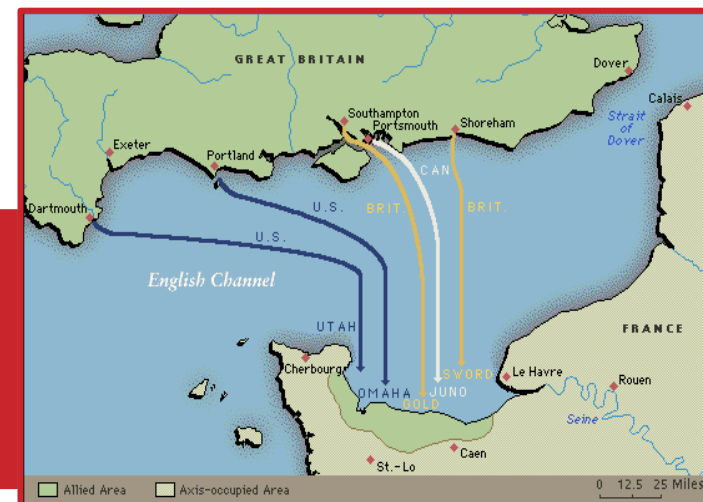 GREAT BRITAIN
Dover
Calais
Strait
of
Dover
Southampton
Portsmouth
Shoreham
Exeter
Portland
CAN
Dartmouth
U.S.
BRIT.
BRIT.
U.S.
English Channel
UTAH
FRANCE
Cherbourg
OMAHA
GOLD
JUNO
SWORD
Le Havre
Rouen
Seine
Caen
St.-Lo
Allied Area
Axis-occupied Area
0 12.5 25 Miles